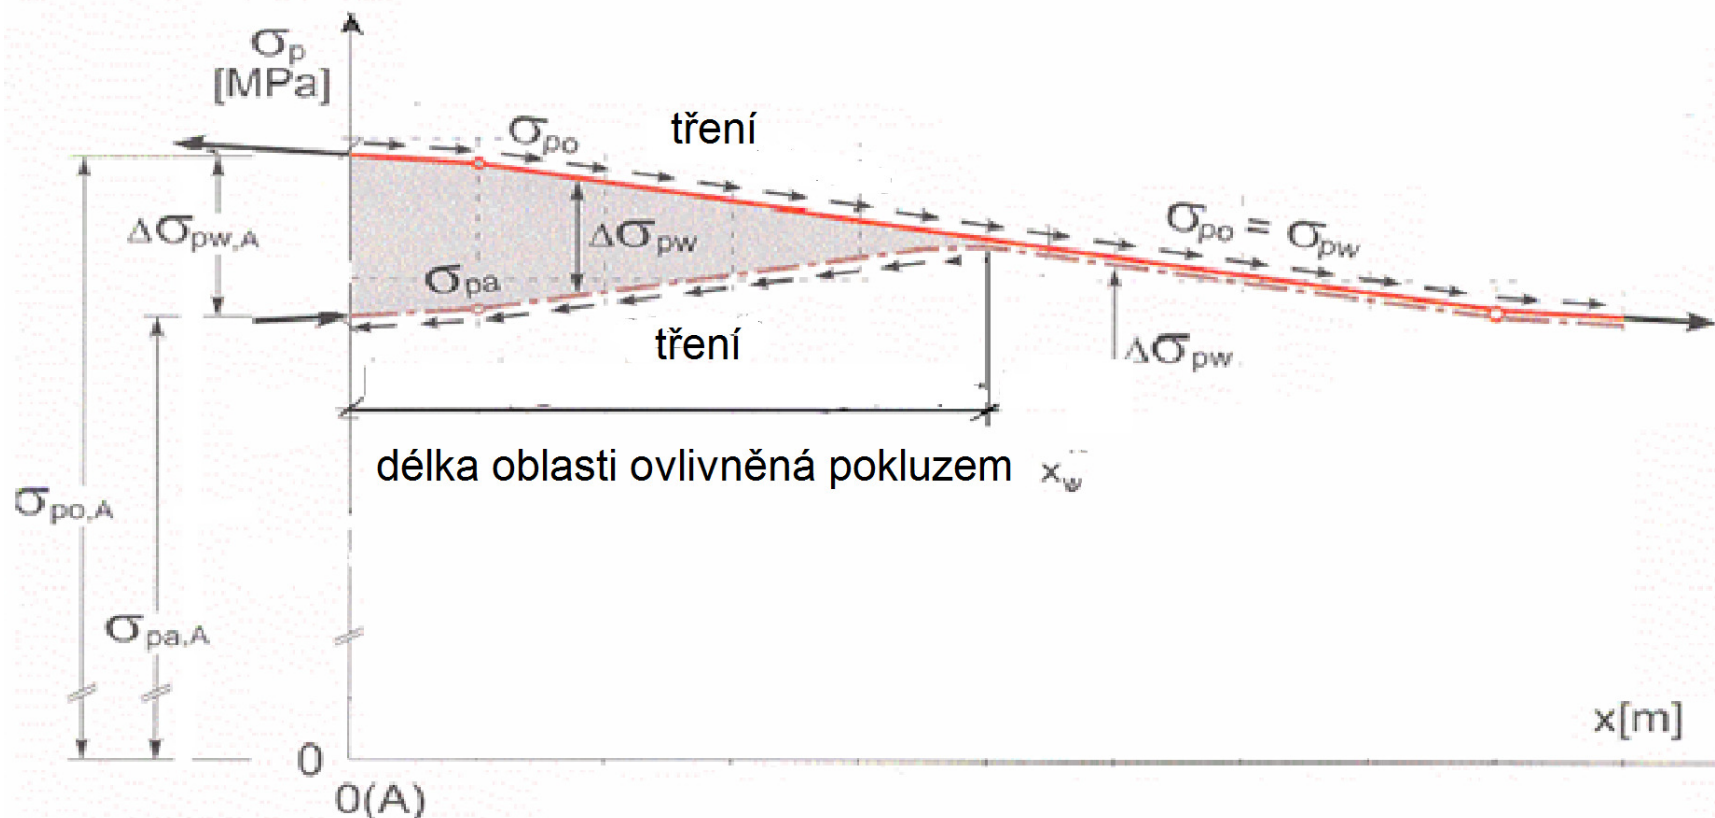 σp
[MPa]
σpo
tření
σpo = σpw
Δσpw,A
Δσpw
σpa
tření
Δσpw
délka oblasti ovlivněná pokluzem xw
σpo,A
σpa,A
x[m]
0
0(A)